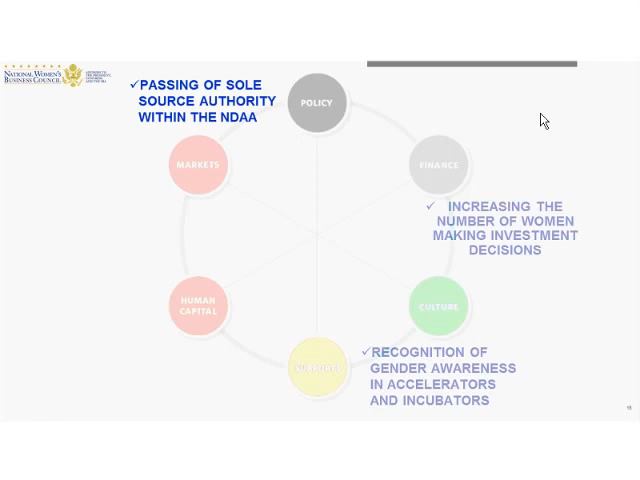 NATIONAL WOMEN'S
BUSINESS COUNCIL
✓PASSING OF SOLE
SOURCE AUTHORITY
WITHIN THE NDAA
POLICY
MARKETS
FINANCE
✓ INCREASING THE
NUMBER OF WOMEN
MAKING INVESTMENT
DECISIONS
HUMAN
CAPITAL
CULTURE
✓RECOGNITION OF
GENDER AWARENESS
IN ACCELERATORS
AND INCUBATORS